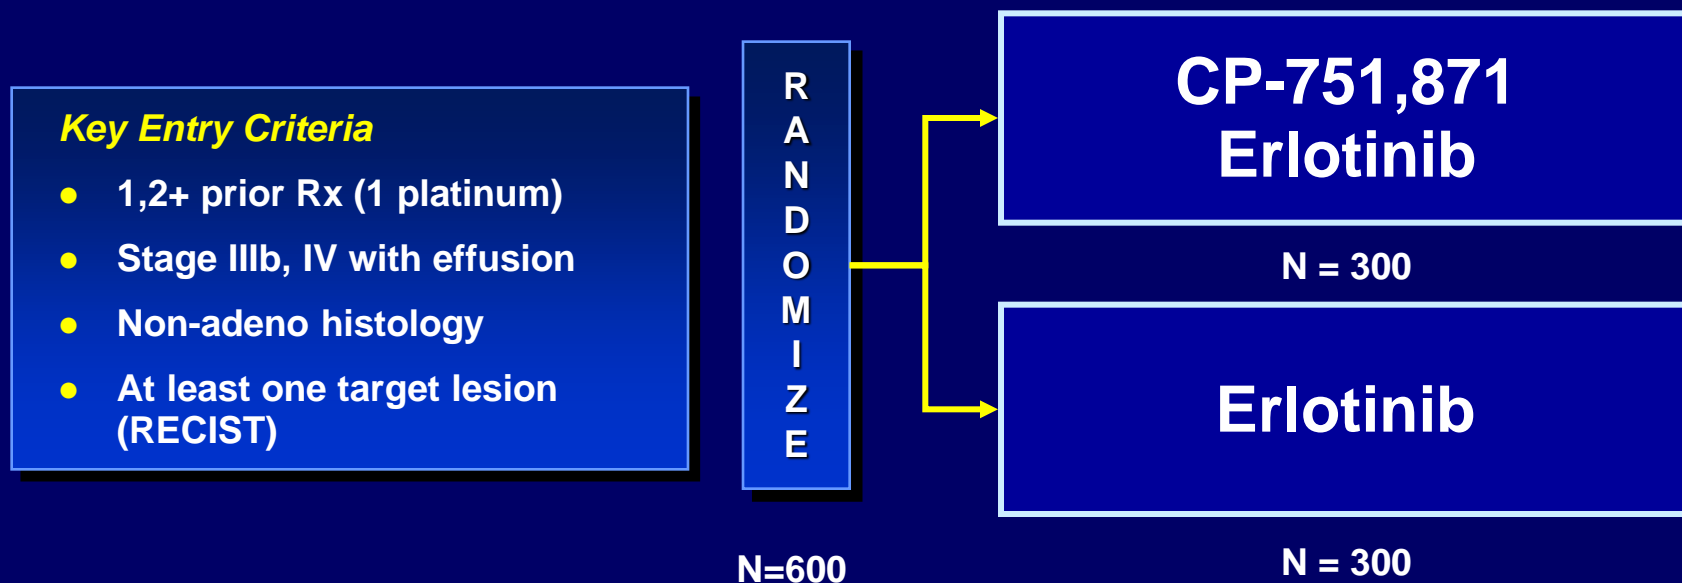 Key Entry Criteria
● 1,2+ prior Rx (1 platinum)
● Stage IIIb, IV with effusion
● Non-adeno histology
● At least one target lesion
(RECIST)
R
A
N
D
O
M
I
Z
E
N=600
CP-751,871
Erlotinib
N = 300
Erlotinib
N = 300